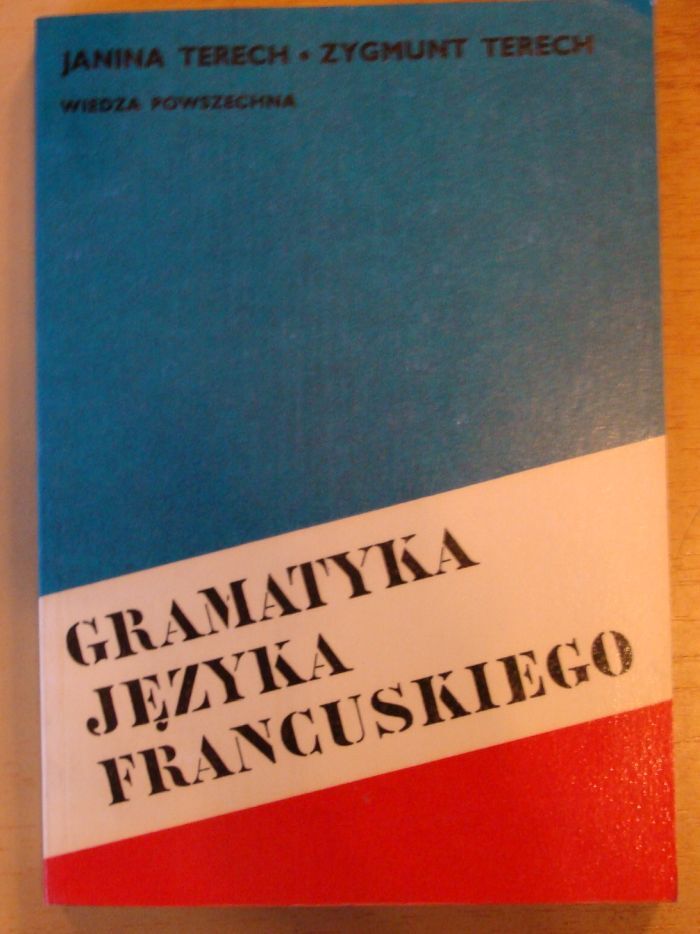 JANINA TERECH • ZYGMUNT TERECH
WIEDZA POWSZECHNA
GRAMATYKA
JĘZYKA
FRANCUSKIEGO